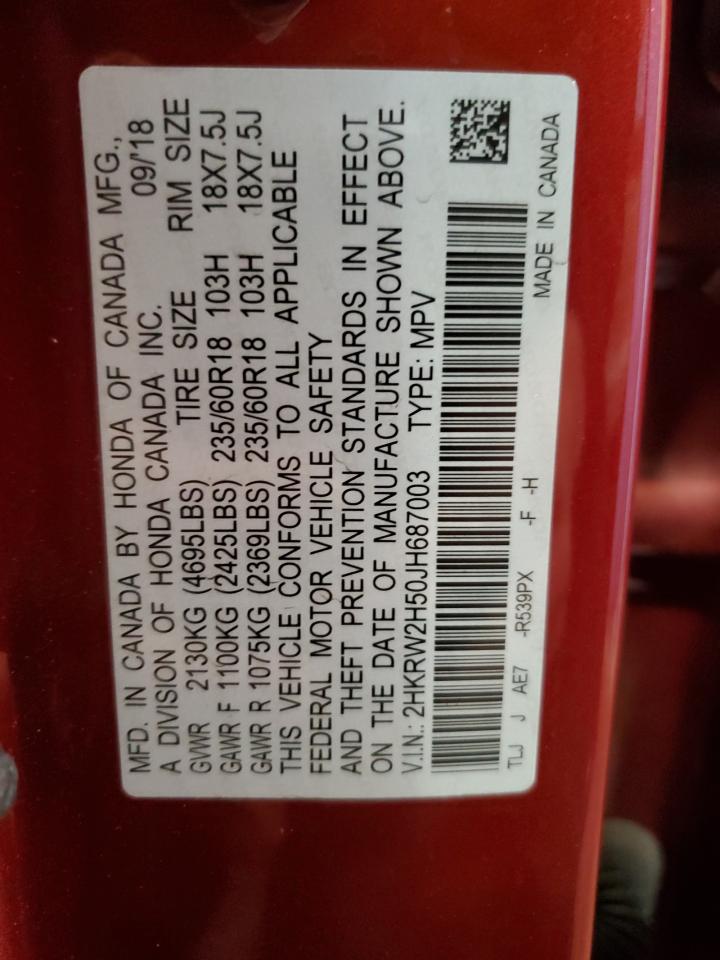 MFD. IN CANADA BY HONDA OF CANADA MFG.,
A DIVISION OF HONDA CANADA INC. 09/'18
GVWR 2130KG (4695LBS) TIRE SIZE RIM SIZE
GAWR F 1100KG (2425LBS) 235/60R18 103H 18X7.5J
GAWR R 1075KG (2369LBS) 235/60R18 103H 18X7.5J
THIS VEHICLE CONFORMS TO ALL APPLICABLE
FEDERAL MOTOR VEHICLE SAFETY
AND THEFT PREVENTION STANDARDS IN EFFECT
ON THE DATE OF MANUFACTURE SHOWN ABOVE.
V.I.N.: 2HKRW2H50JH687003 TYPE: MPV
TLJ J AE7 -R539PX -F -H MADE IN CANADA